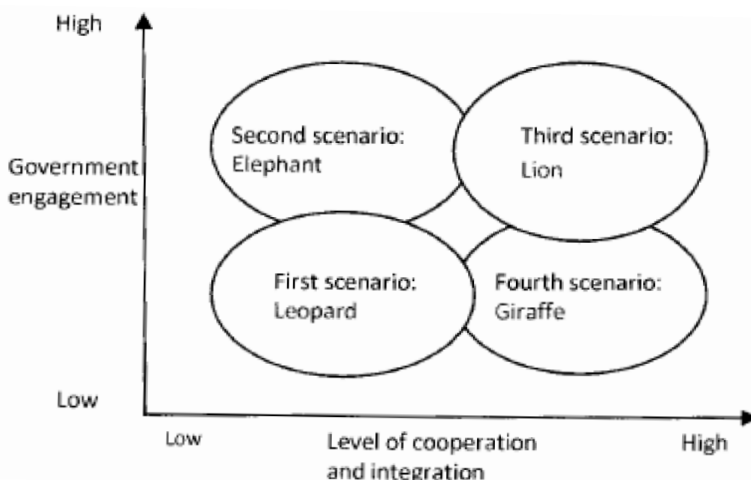 High
Second scenario:
Elephant
Third scenario:
Lion
Government
engagement
First scenario:
Leopard
Fourth scenario:
Giraffe
Low
Low
Level of cooperation
and integration
High